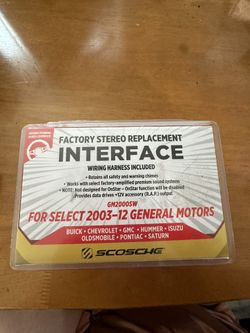 FACTORY STEREO REPLACEMENT
INTERFACE
WIRING HARNESS INCLUDED
• Retains all safety and warning chimes
• Works with select factory-amplified premium sound systems
• NOTE: Not designed for OnStar – OnStar function will be disabled
Provides data driven +12V accessory (R.A.P.) output
GM2000SW
FOR SELECT 2003–12 GENERAL MOTORS
BUICK • CHEVROLET • GMC • HUMMER • ISUZU
OLDSMOBILE • PONTIAC • SATURN
SCOSCHE